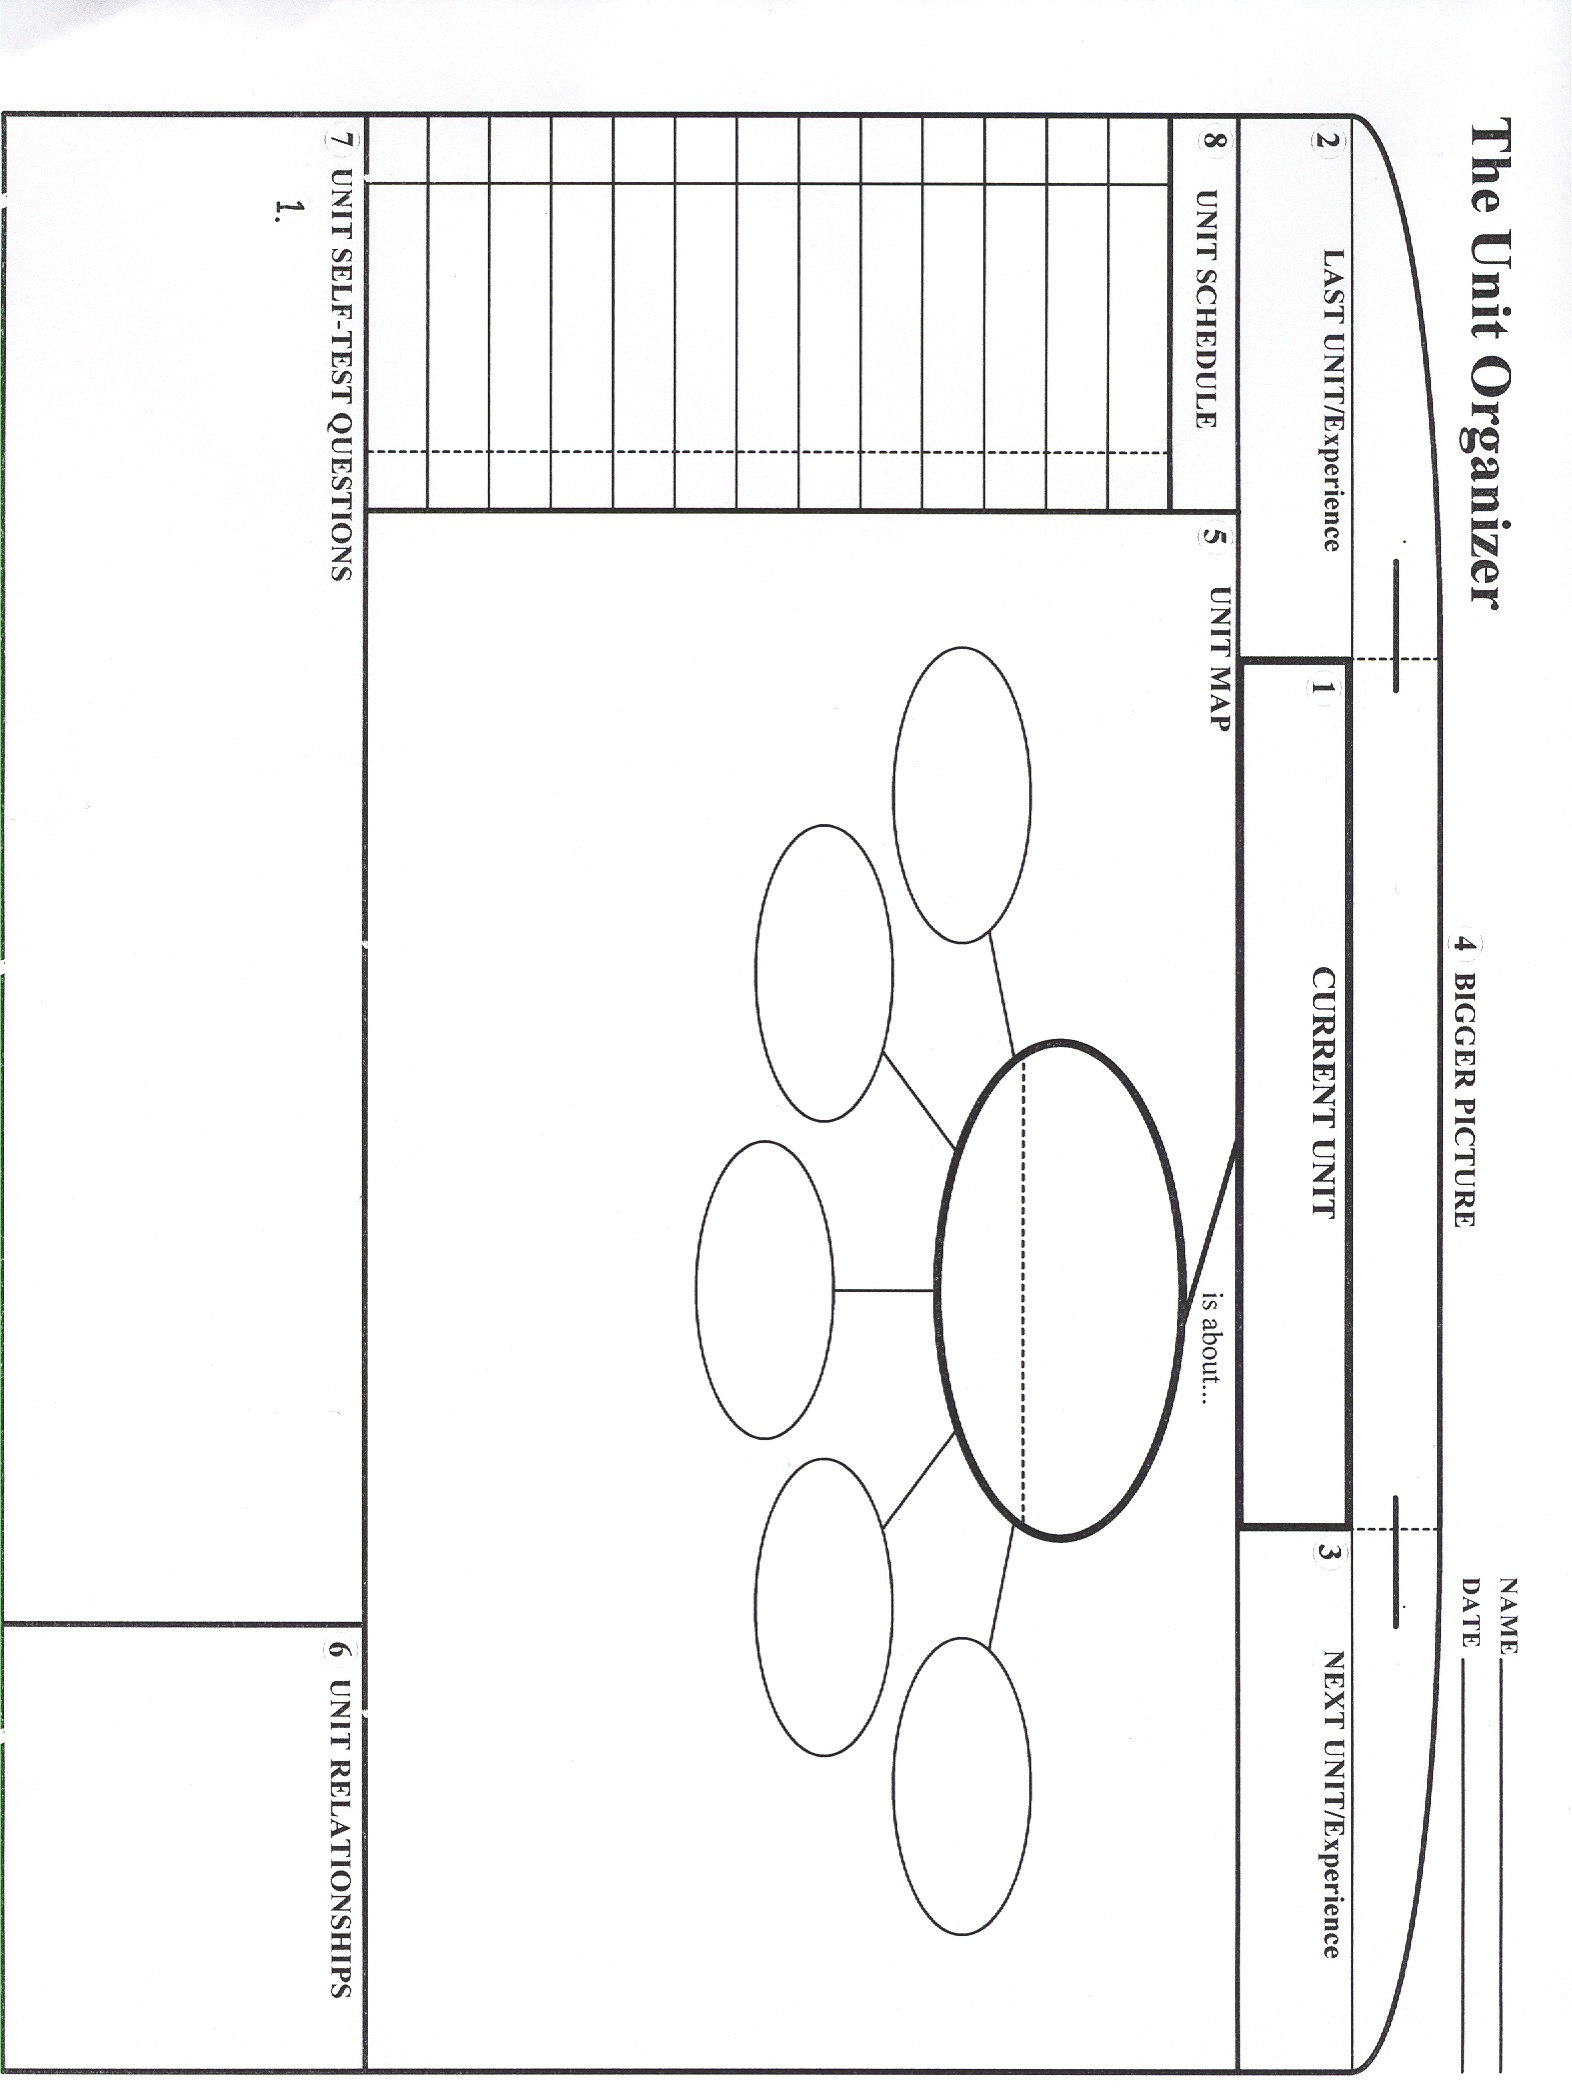 The Unit Organizer
NAME
DATE
4 BIGGER PICTURE
2 LAST UNIT/Experience
1 CURRENT UNIT
3 NEXT UNIT/Experience
8 UNIT SCHEDULE
5 UNIT MAP
is about...
7 UNIT SELF-TEST QUESTIONS
1.
6 UNIT RELATIONSHIPS